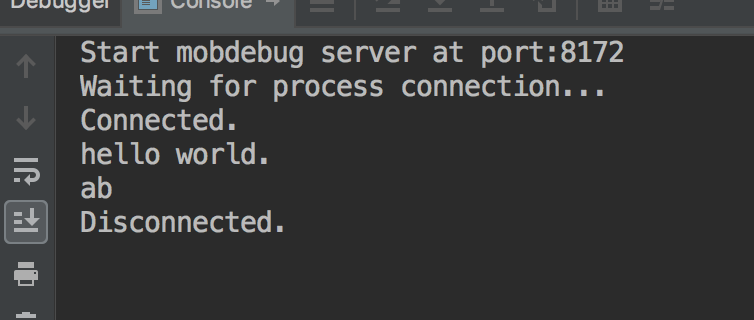 Debugger Console
Start mobdebug server at port:8172
Waiting for process connection...
Connected.
hello world.
ab
Disconnected.